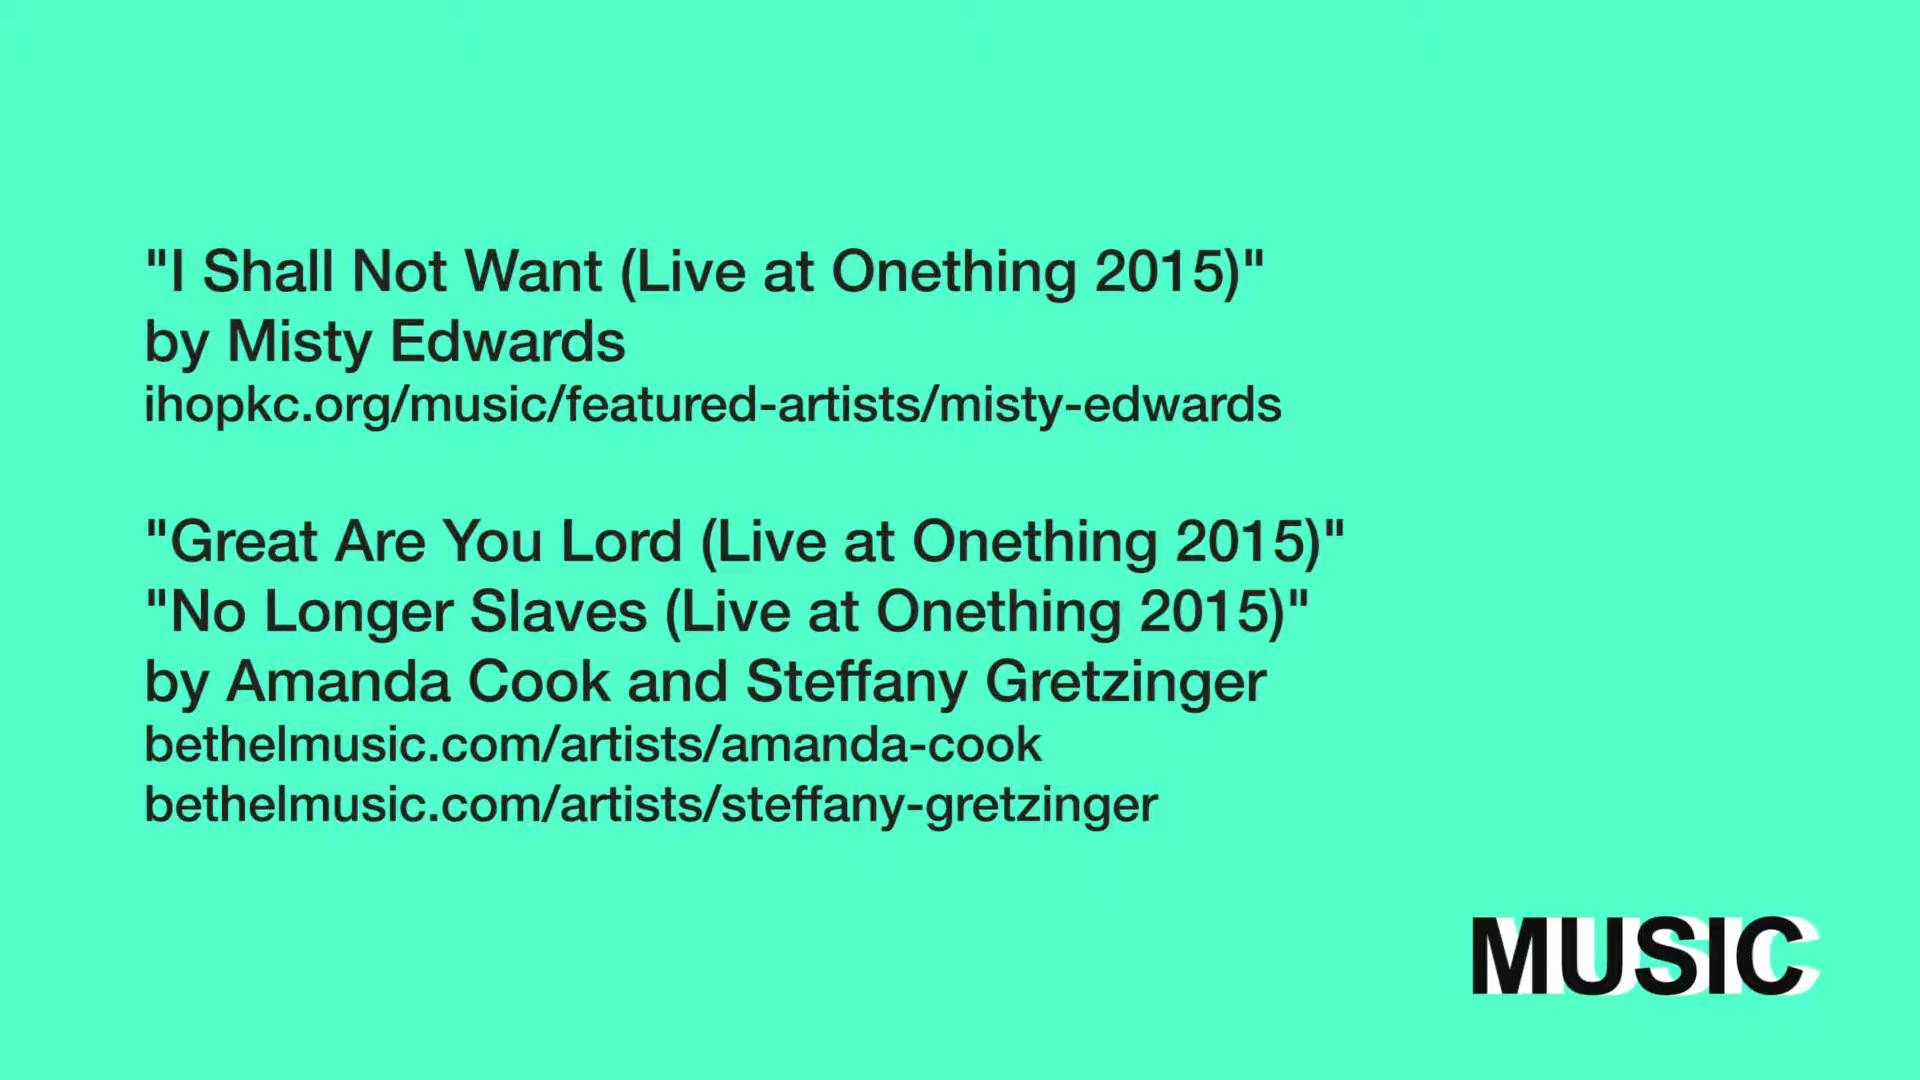 "I Shall Not Want (Live at Onething 2015)"
by Misty Edwards
ihopkc.org/music/featured-artists/misty-edwards
"Great Are You Lord (Live at Onething 2015)"
"No Longer Slaves (Live at Onething 2015)"
by Amanda Cook and Steffany Gretzinger
bethelmusic.com/artists/amanda-cook
bethelmusic.com/artists/steffany-gretzinger
MUSIC